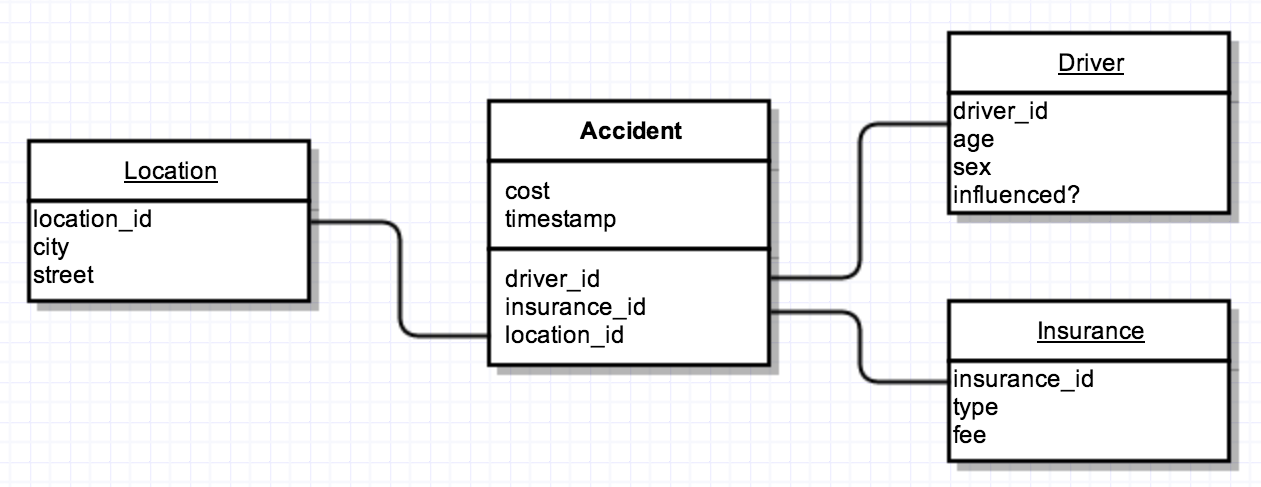 Location
location_id
city
street
Accident
cost
timestamp
driver_id
insurance_id
location_id
Driver
driver_id
age
sex
influenced?
Insurance
insurance_id
type
fee